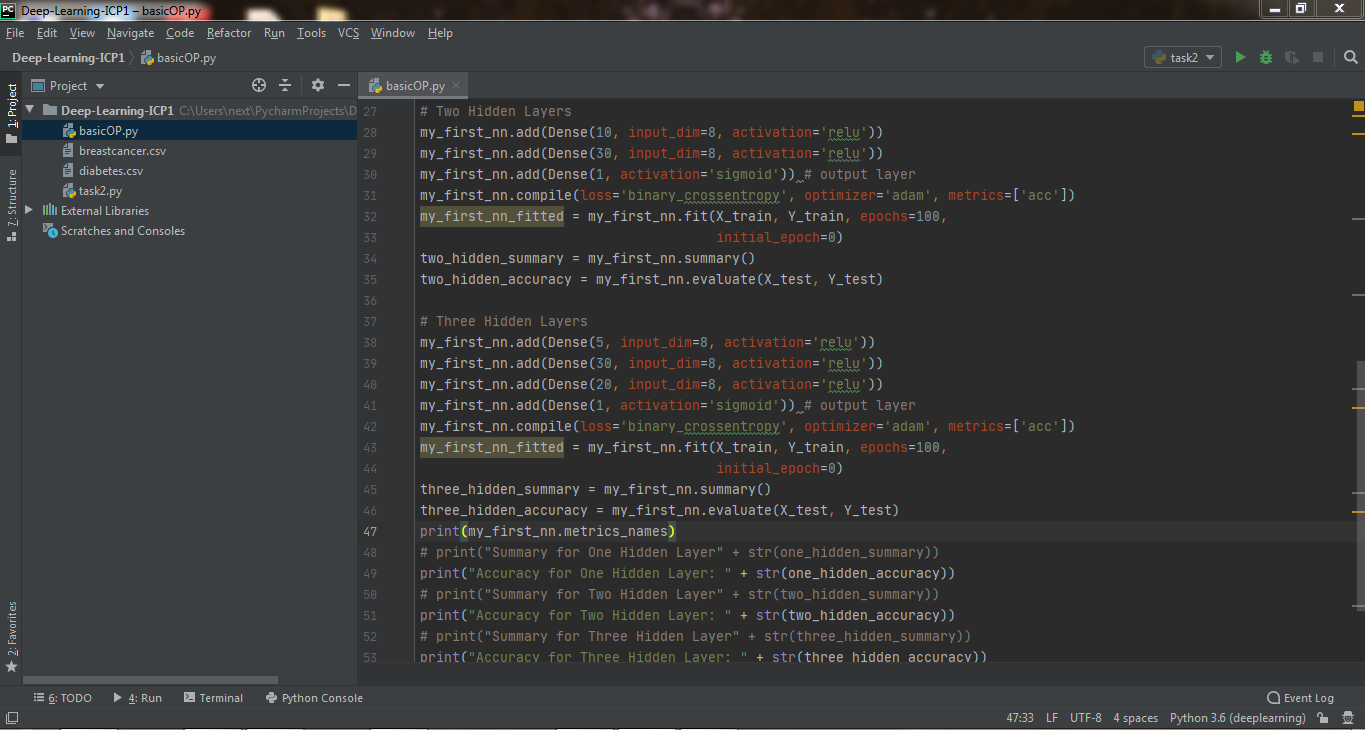 Deep-Learning-ICP1 – basicOP.py
File Edit View Navigate Code Refactor Run Tools VCS Window Help
Deep-Learning-ICP1 basicOP.py task2
Project
basicOP.py
1: Project
7: Structure
2: Favorites
Deep-Learning-ICP1 C:\Users\next\PycharmProjects\D
basicOP.py
breastcancer.csv
diabetes.csv
task2.py
External Libraries
Scratches and Consoles
27 # Two Hidden Layers
28 my_first_nn.add(Dense(10, input_dim=8, activation='relu'))
29 my_first_nn.add(Dense(30, input_dim=8, activation='relu'))
30 my_first_nn.add(Dense(1, activation='sigmoid')) # output layer
31 my_first_nn.compile(loss='binary_crossentropy', optimizer='adam', metrics=['acc'])
32 my_first_nn_fitted = my_first_nn.fit(X_train, Y_train, epochs=100,
33 initial_epoch=0)
34 two_hidden_summary = my_first_nn.summary()
35 two_hidden_accuracy = my_first_nn.evaluate(X_test, Y_test)
36
37 # Three Hidden Layers
38 my_first_nn.add(Dense(5, input_dim=8, activation='relu'))
39 my_first_nn.add(Dense(30, input_dim=8, activation='relu'))
40 my_first_nn.add(Dense(20, input_dim=8, activation='relu'))
41 my_first_nn.add(Dense(1, activation='sigmoid')) # output layer
42 my_first_nn.compile(loss='binary_crossentropy', optimizer='adam', metrics=['acc'])
43 my_first_nn_fitted = my_first_nn.fit(X_train, Y_train, epochs=100,
44 initial_epoch=0)
45 three_hidden_summary = my_first_nn.summary()
46 three_hidden_accuracy = my_first_nn.evaluate(X_test, Y_test)
47 print(my_first_nn.metrics_names)
48 # print("Summary for One Hidden Layer" + str(one_hidden_summary))
49 print("Accuracy for One Hidden Layer: " + str(one_hidden_accuracy))
50 # print("Summary for Two Hidden Layer" + str(two_hidden_summary))
51 print("Accuracy for Two Hidden Layer: " + str(two_hidden_accuracy))
52 # print("Summary for Three Hidden Layer" + str(three_hidden_summary))
53 print("Accuracy for Three Hidden Layer: " + str(three_hidden_accuracy))
6: TODO 4: Run Terminal Python Console Event Log
47:33 LF UTF-8 4 spaces Python 3.6 (deeplearning)